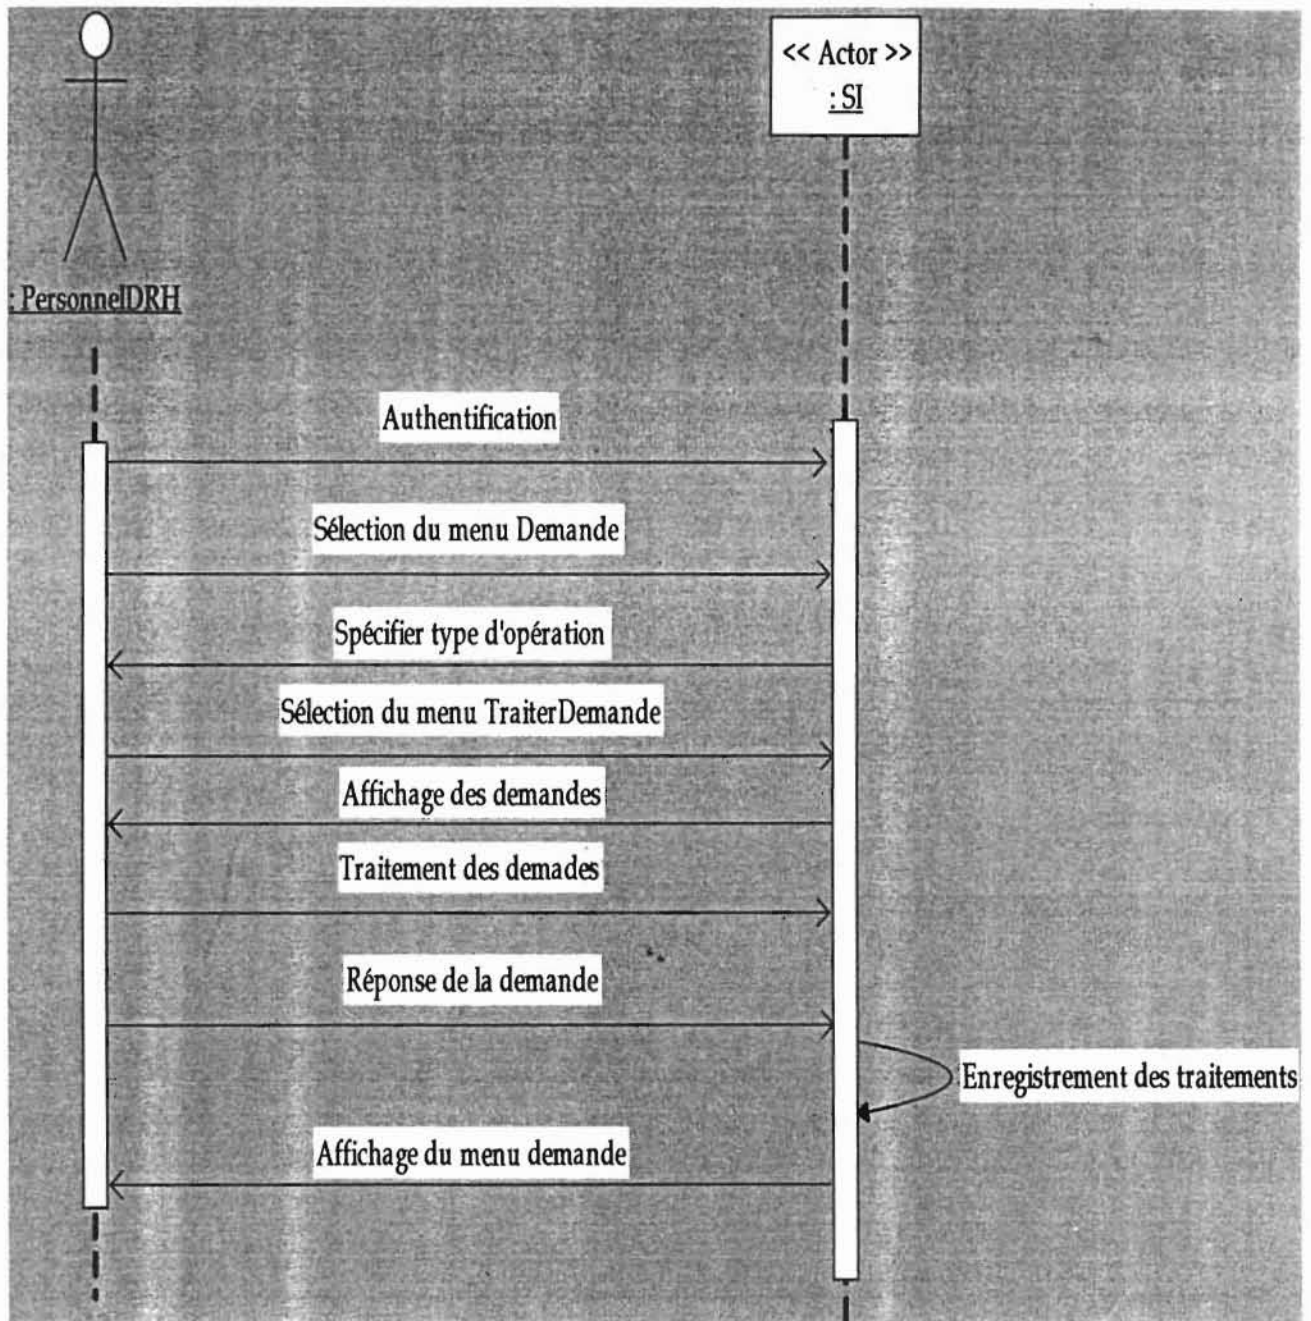 << Actor >>
: SI
: PersonnelDRH
Authentification
Sélection du menu Demande
Spécifier type d'opération
Sélection du menu TraiterDemande
Affichage des demandes
Traitement des demades
Réponse de la demande
Enregistrement des traitements
Affichage du menu demande